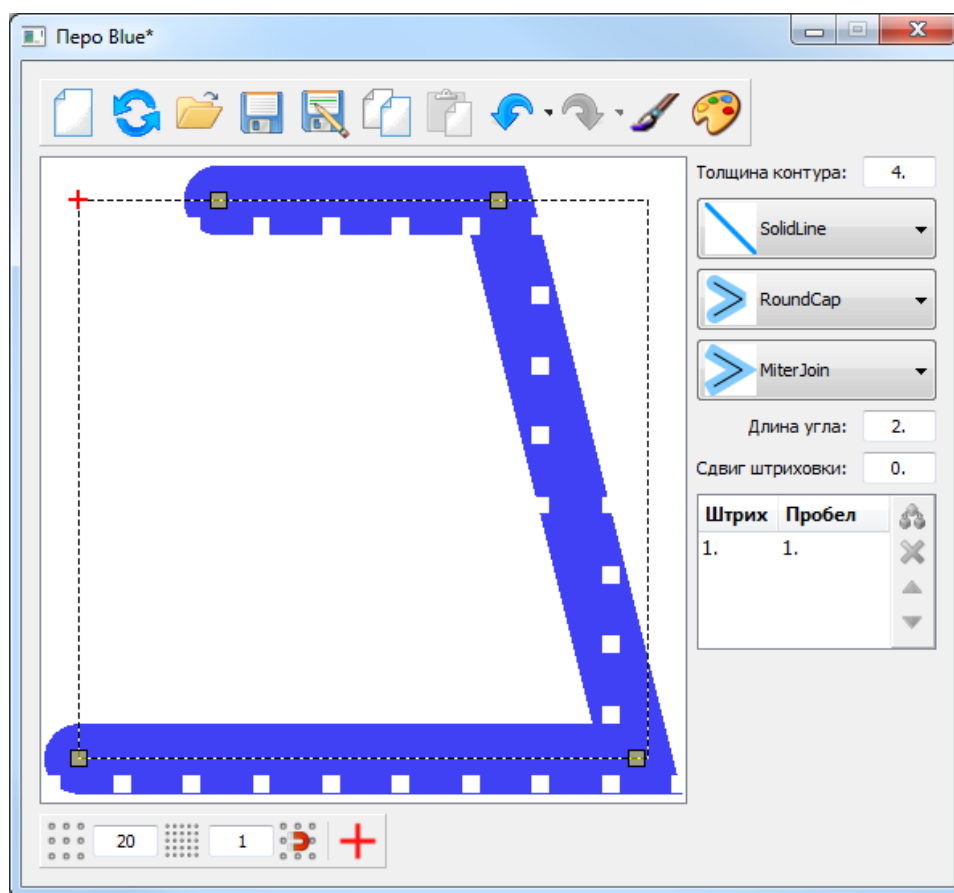 Перо Blue*
Толщина контура: 4.
SolidLine
RoundCap
MiterJoin
Длина угла: 2.
Сдвиг штриховки: 0.
Штрих Пробел
1. 1.
20 1